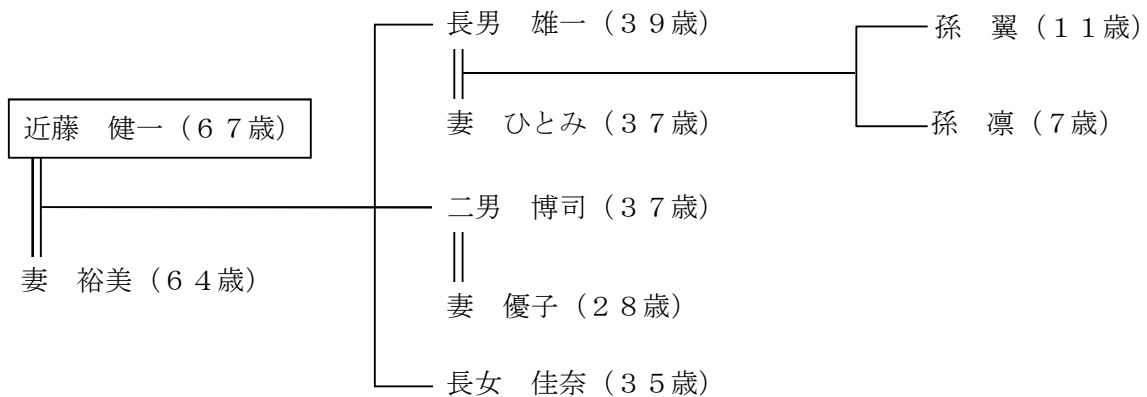 長男　雄一（３９歳）
孫　翼（１１歳）
近藤　健一（６７歳）
妻　ひとみ（３７歳）
孫　凛（７歳）
二男　博司（３７歳）
妻　裕美（６４歳）
妻　優子（２８歳）
長女　佳奈（３５歳）